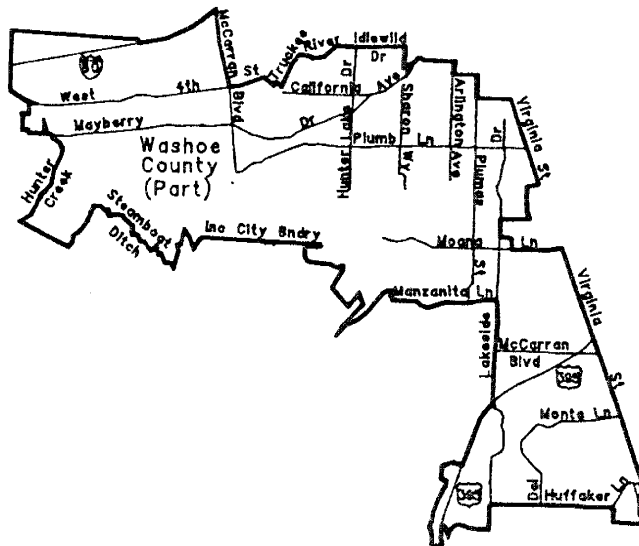 McCarran Blvd
Truckee River
Idlewild Dr
West 4th St
California Ave
Mayberry Dr
Hunter Lake Dr
Sharon Wy.
Arlington Ave.
Virginia St
Plumb Ln
Plumas St
Washoe
County
(Part)
Hunter Creek
Steamboat Ditch
Inc City Bndry
Moana Ln
Manzanita Ln
Lakeside Dr
Virginia St
McCarran
Blvd
395
Del Monte Ln
395
Huffaker Ln